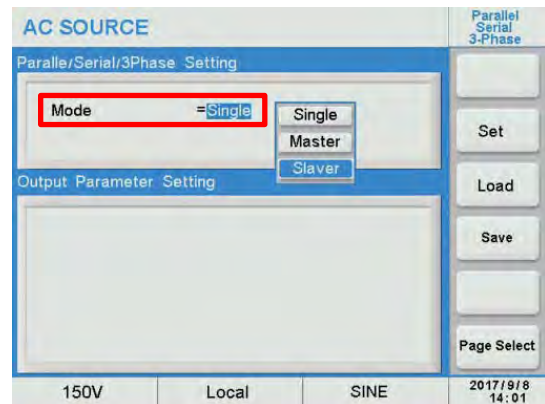 AC SOURCE
Parallel
Serial
3-Phase
Paralle/Serial/3Phase Setting
Mode =Single
Single
Master
Slaver
Set
Output Parameter Setting
Load
Save
Page Select
150V Local SINE 2017/9/8
14:01